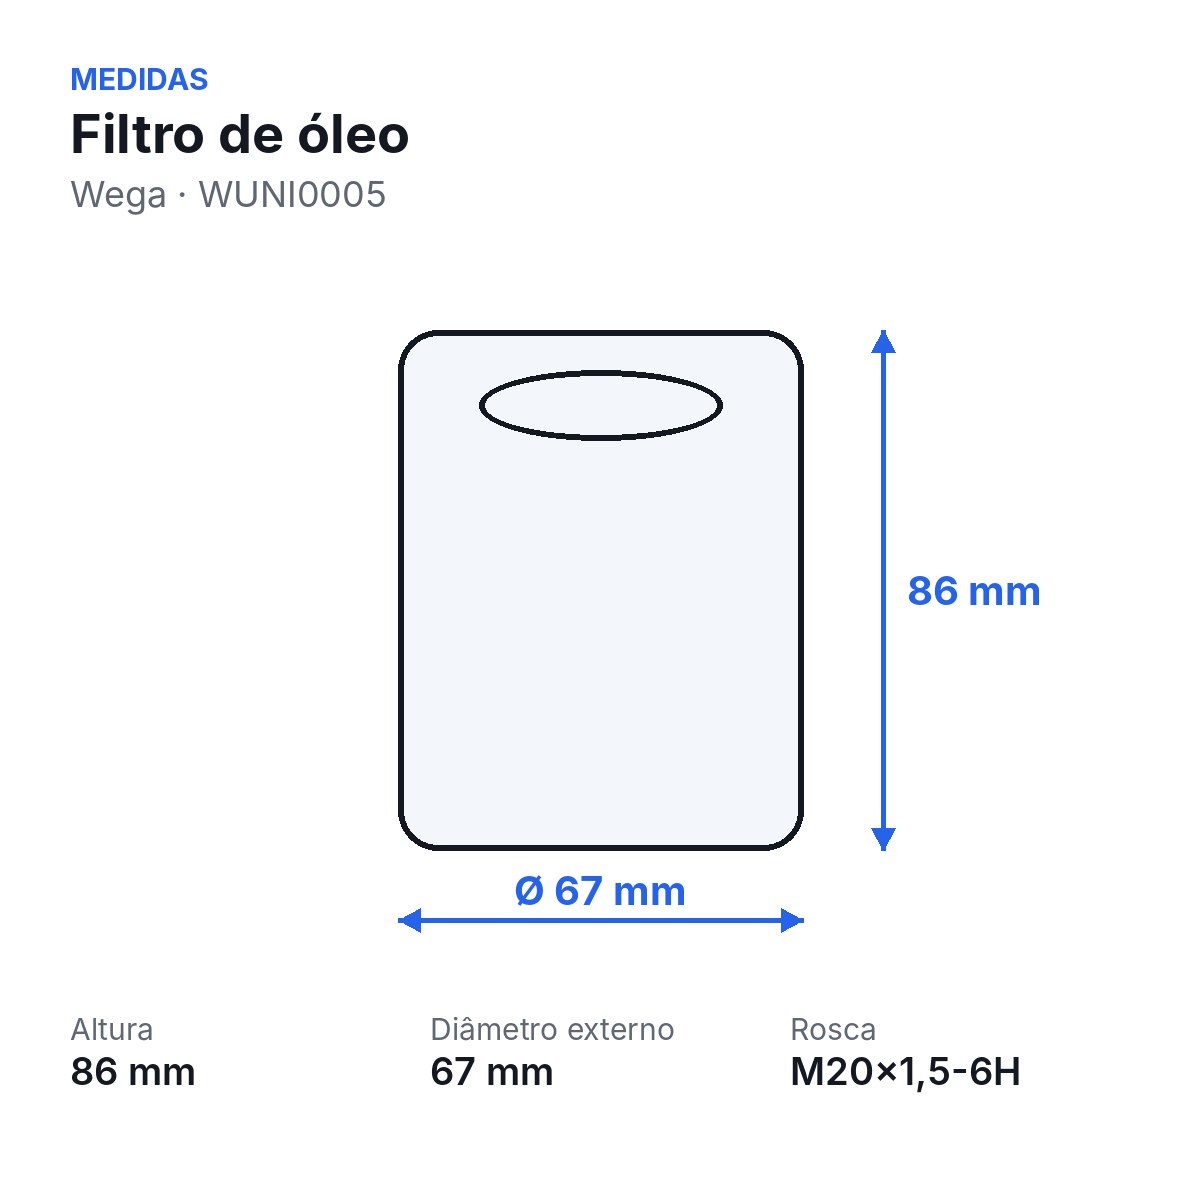 MEDIDAS
Filtro de óleo
Wega · WUNI0005
86 mm
Ø 67 mm
Altura
86 mm
Diâmetro externo
67 mm
Rosca
M20×1,5-6H